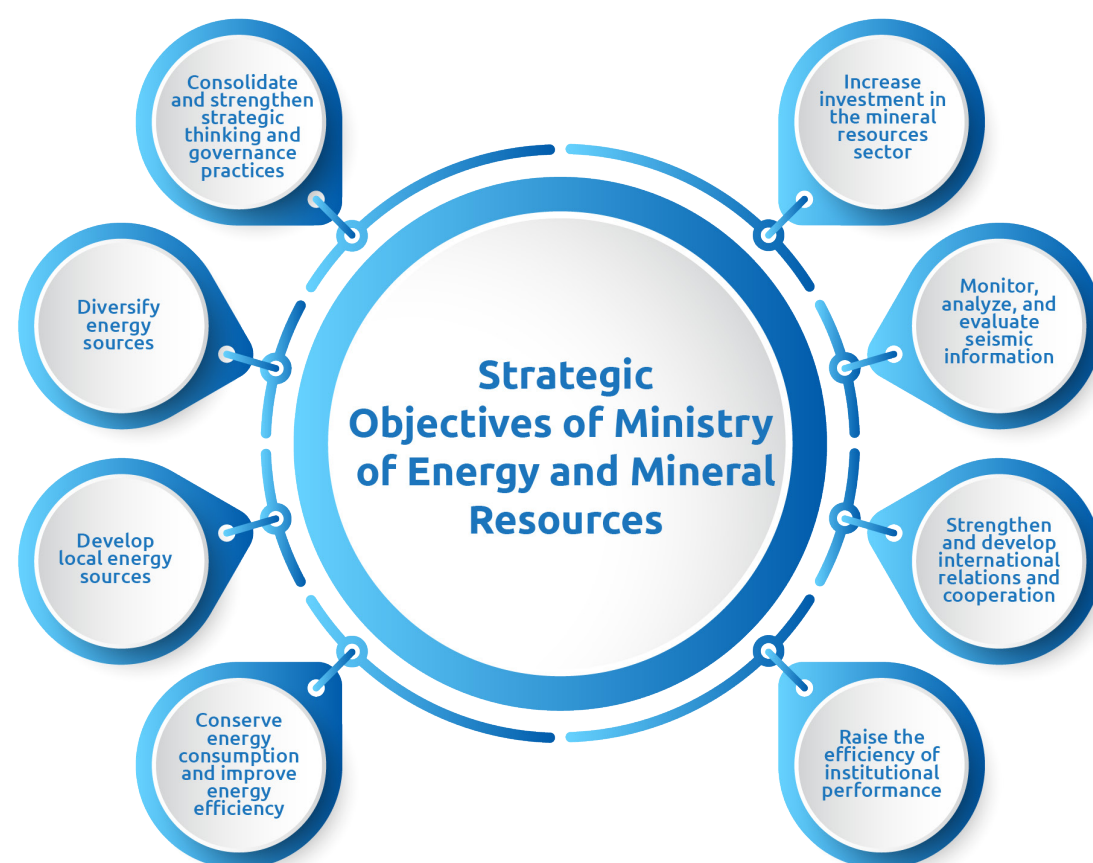 Consolidate
and strengthen
strategic
thinking and
governance
practices
Increase
investment in
the mineral
resources
sector
Diversify
energy
sources
Monitor,
analyze, and
evaluate
seismic
information
Strategic
Objectives of Ministry
of Energy and Mineral
Resources
Develop
local energy
sources
Strengthen
and develop
international
relations and
cooperation
Conserve
energy
consumption
and improve
energy
efficiency
Raise the
efficiency of
institutional
performance